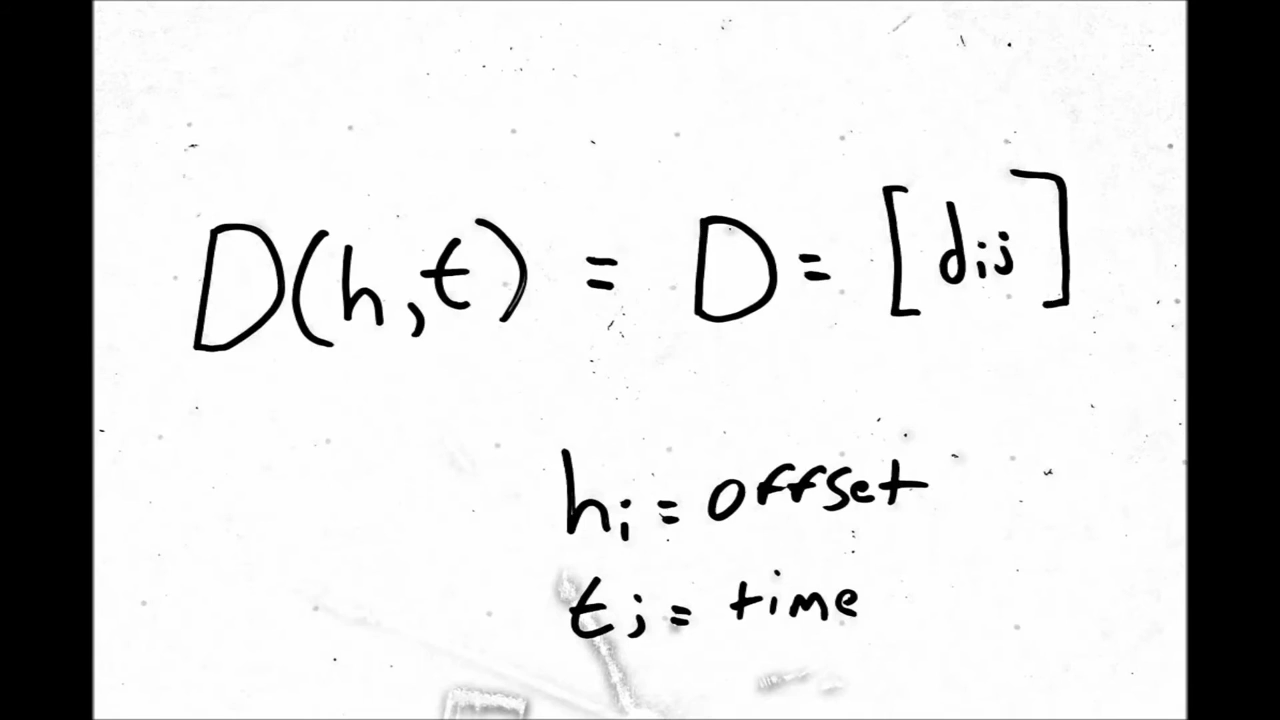 D(h,t) = D = [dij]
hi = offset
tj = time